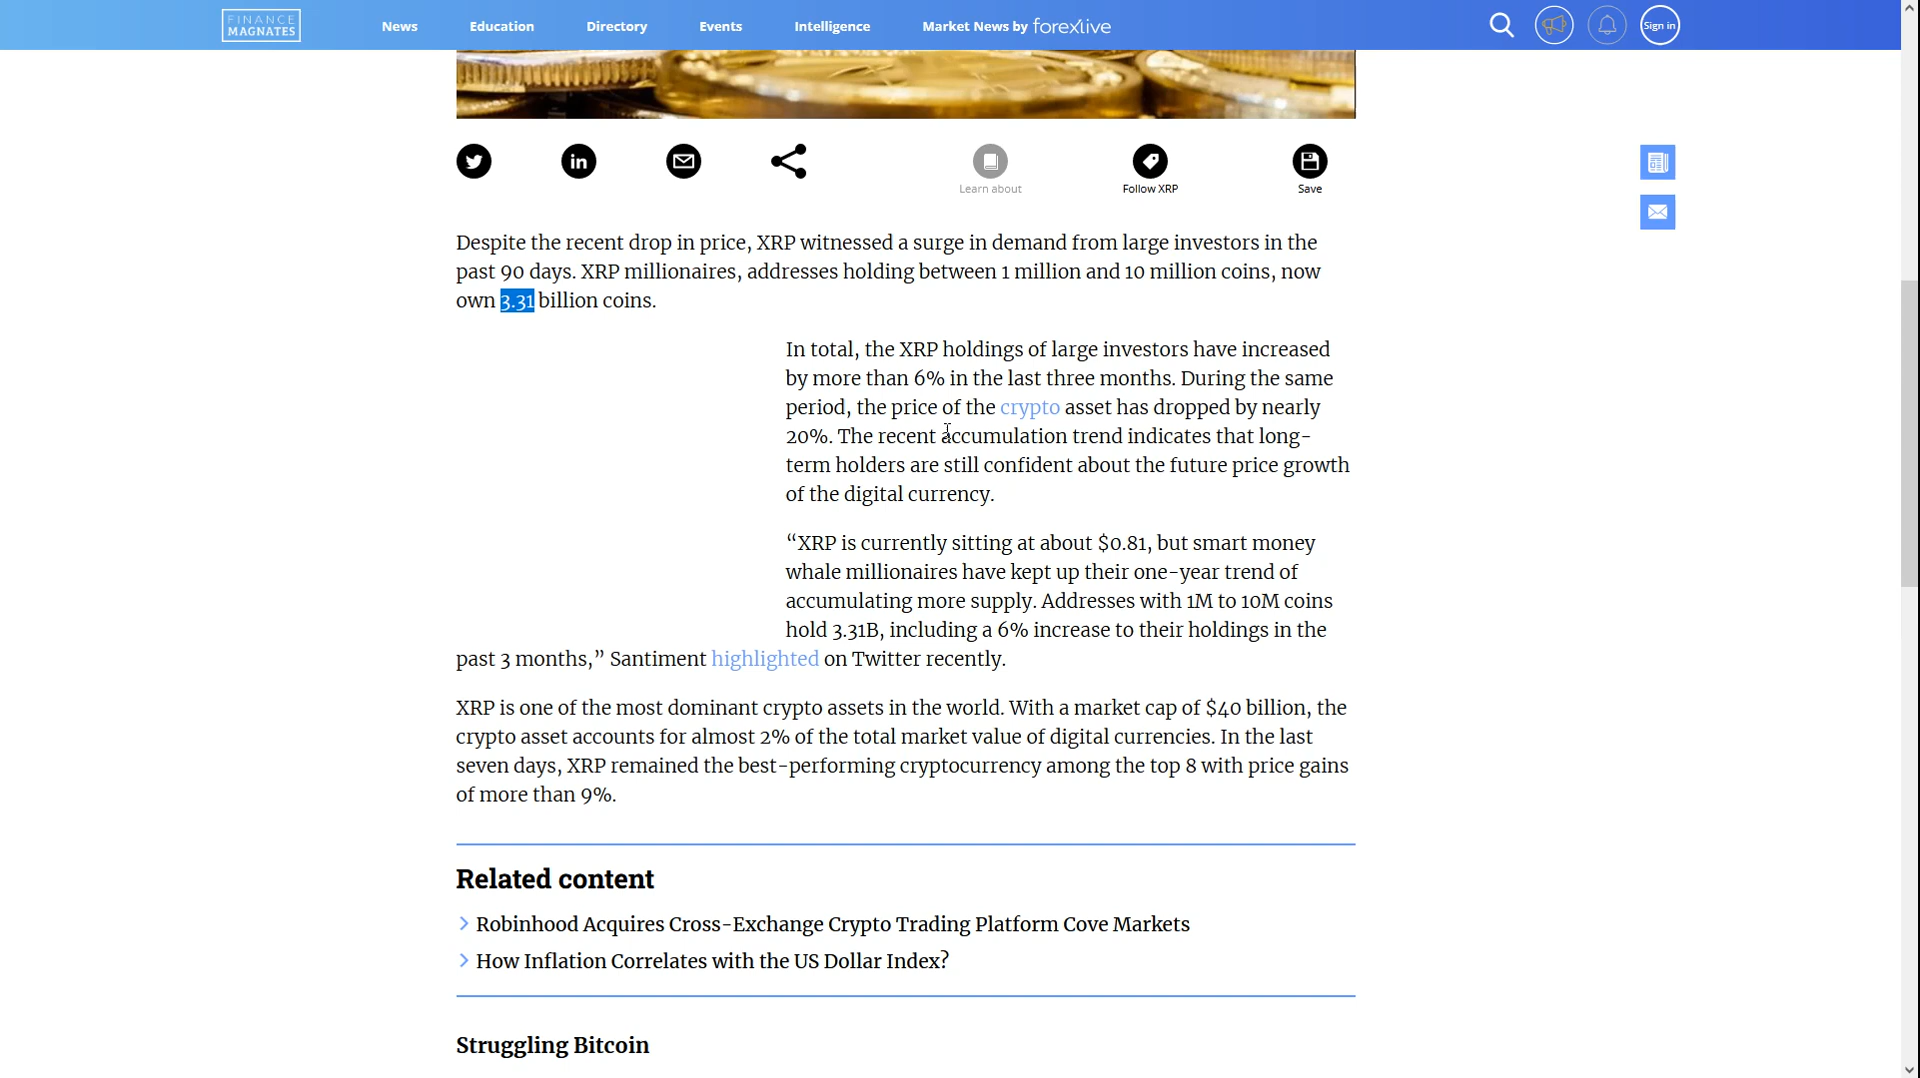 FINANCE
MAGNATES
News
Education
Directory
Events
Intelligence
Market News by forexlive
Sign in
in
Learn about
Follow XRP
Save
Despite the recent drop in price, XRP witnessed a surge in demand from large investors in the
past 90 days. XRP millionaires, addresses holding between 1 million and 10 million coins, now
own 3.31 billion coins.
In total, the XRP holdings of large investors have increased
by more than 6% in the last three months. During the same
period, the price of the crypto asset has dropped by nearly
20%. The recent accumulation trend indicates that long-
term holders are still confident about the future price growth
of the digital currency.
“XRP is currently sitting at about $0.81, but smart money
whale millionaires have kept up their one-year trend of
accumulating more supply. Addresses with 1M to 10M coins
hold 3.31B, including a 6% increase to their holdings in the
past 3 months,” Santiment highlighted on Twitter recently.
XRP is one of the most dominant crypto assets in the world. With a market cap of $40 billion, the
crypto asset accounts for almost 2% of the total market value of digital currencies. In the last
seven days, XRP remained the best-performing cryptocurrency among the top 8 with price gains
of more than 9%.
Related content
Robinhood Acquires Cross-Exchange Crypto Trading Platform Cove Markets
How Inflation Correlates with the US Dollar Index?
Struggling Bitcoin